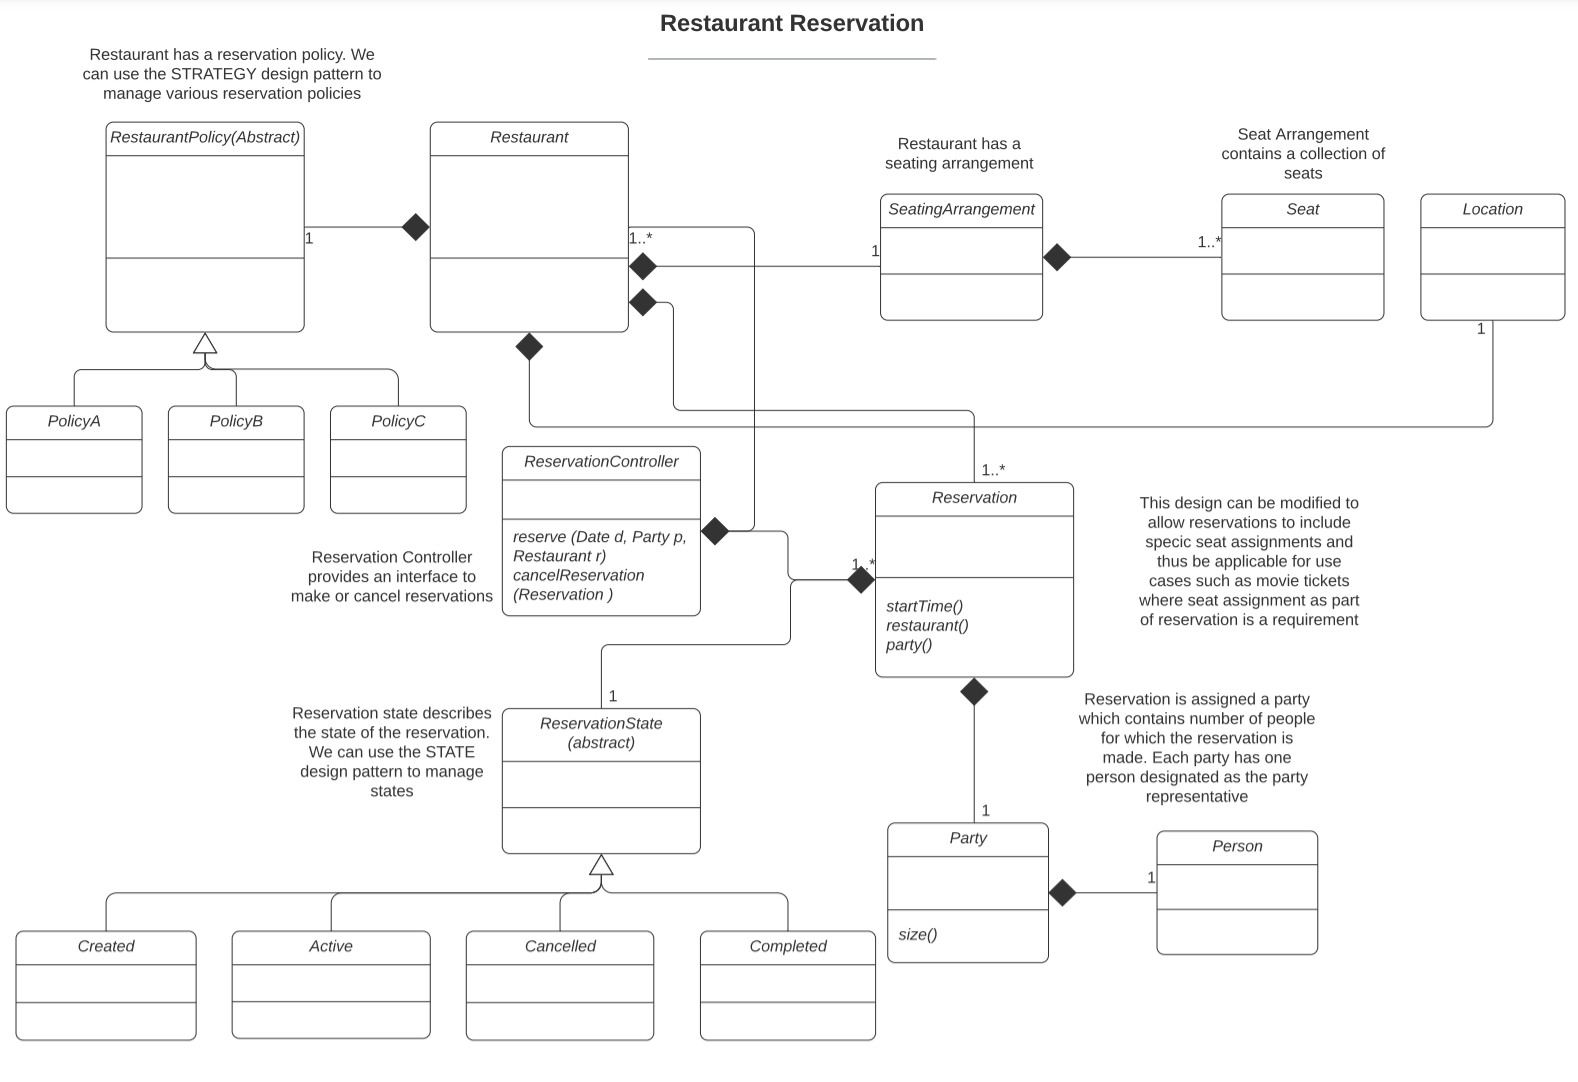 Restaurant Reservation
Restaurant has a reservation policy. We
can use the STRATEGY design pattern to
manage various reservation policies
RestaurantPolicy(Abstract)
Restaurant
Restaurant has a
seating arrangement
Seat Arrangement
contains a collection of
seats
SeatingArrangement
Seat
Location
1
1..*
1
1..*
1
PolicyA
PolicyB
PolicyC
ReservationController
reserve (Date d, Party p,
Restaurant r)
cancelReservation
(Reservation )
Reservation Controller
provides an interface to
make or cancel reservations
1..*
Reservation
1..*
startTime()
restaurant()
party()
This design can be modified to
allow reservations to include
specic seat assignments and
thus be applicable for use
cases such as movie tickets
where seat assignment as part
of reservation is a requirement
1
Reservation state describes
the state of the reservation.
We can use the STATE
design pattern to manage
states
ReservationState
(abstract)
Reservation is assigned a party
which contains number of people
for which the reservation is
made. Each party has one
person designated as the party
representative
1
Party
size()
1
Person
Created
Active
Cancelled
Completed